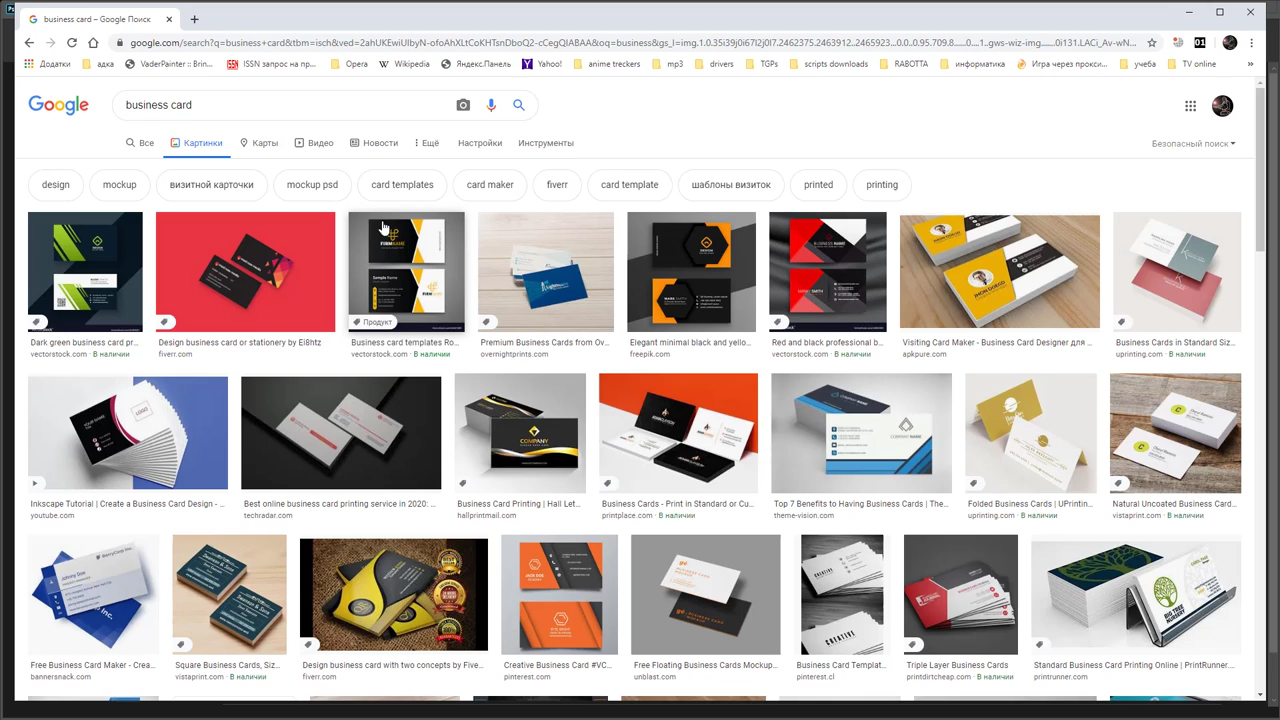 business card – Google Поиск
google.com/search?q=business+card&tbm=isch&ved=2ahUKEwiUlbyN-ofoAhXLtCoKHTnDboQ2-cCegQIABAA&oq=business&gs_l=img.1.0.35i39j0i67l2j0l7.2462375.2463912..2465923...0.0..0.95.709.8......0....1..gws-wiz-img.......0i131.LACi_Av-wN...
Додатки
адка
VaderPainter :: Brin...
ISSN запрос на пр...
Opera
Wikipedia
Яндекс.Панель
Yahoo!
anime treckers
mp3
drivers
TGPs
scripts downloads
RABOTTA
информатика
Игра через прокси...
учеба
TV online
Google
business card
Все
Картинки
Карты
Видео
Новости
Ещё
Настройки
Инструменты
Безопасный поиск
design
mockup
визитной карточки
mockup psd
card templates
card maker
fiverr
card template
шаблоны визиток
printed
printing
FIRMNAME
Sample Name
Продукт
Dark green business card pr...
vectorstock.com · В наличии
Design business card or stationery by Ei8htz
fiverr.com
Business card templates Ro...
vectorstock.com · В наличии
Premium Business Cards from Ov...
overnightprints.com
Elegant minimal black and yello...
freepik.com
Red and black professional b...
vectorstock.com · В наличии
Visiting Card Maker - Business Card Designer для ...
apkpure.com
Business Cards in Standard Siz...
uprinting.com · В наличии
LOGO
COMPANY
Inkscape Tutorial | Create a Business Card Design - ...
youtube.com
Best online business card printing service in 2020: ...
techradar.com
Business Card Printing | Hall Let...
hallprintmail.com
Business Cards - Print in Standard or Cu...
printplace.com · В наличии
Top 7 Benefits to Having Business Cards | The...
theme-vision.com
Folded Business Cards | UPrintin...
uprinting.com · В наличии
Natural Uncoated Business Car...
vistaprint.com · В наличии
Free Business Card Maker - Crea...
bannersnack.com
Square Business Cards, Siz...
vistaprint.com · В наличии
Design business card with two concepts by Five...
fiverr.com
Creative Business Card #VC...
pinterest.com
Free Floating Business Cards Mockup...
unblast.com
Business Card Templat...
pinterest.cl
Triple Layer Business Cards
printdirtcheap.com · В наличии
Standard Business Card Printing Online | PrintRunner....
printrunner.com